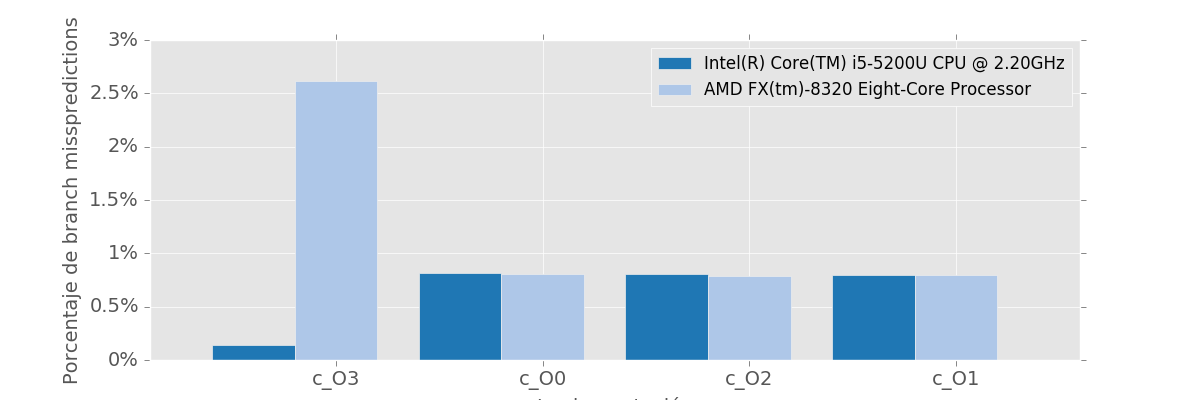 Porcentaje de branch misspredictions
3%
2.5%
2%
1.5%
1%
0.5%
0%
Intel(R) Core(TM) i5-5200U CPU @ 2.20GHz
AMD FX(tm)-8320 Eight-Core Processor
c_O3 c_O0 c_O2 c_O1